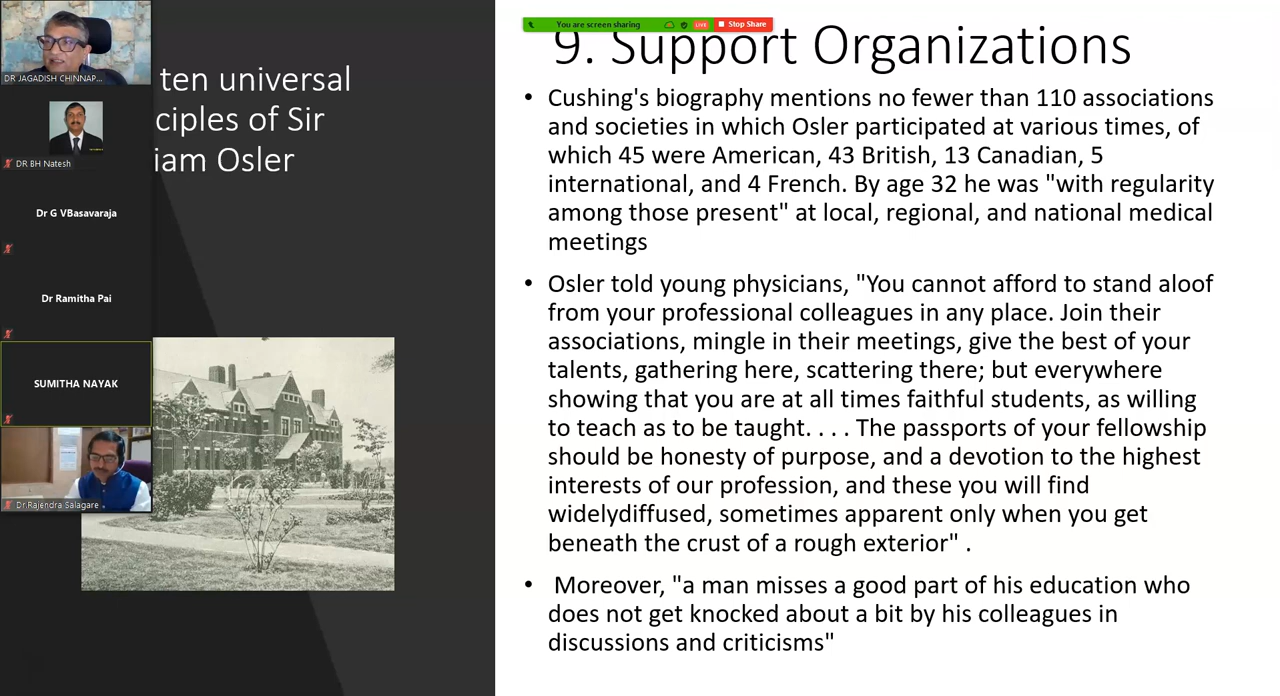 You are screen sharing
LIVE
Stop Share
DR JAGADISH CHINNAP...
DR BH Natesh
Dr G VBasavaraja
Dr Ramitha Pai
SUMITHA NAYAK
Dr Rajendra Salagare
ten universal
ciples of Sir
iam Osler
9. Support Organizations
• Cushing's biography mentions no fewer than 110 associations
and societies in which Osler participated at various times, of
which 45 were American, 43 British, 13 Canadian, 5
international, and 4 French. By age 32 he was "with regularity
among those present" at local, regional, and national medical
meetings
• Osler told young physicians, "You cannot afford to stand aloof
from your professional colleagues in any place. Join their
associations, mingle in their meetings, give the best of your
talents, gathering here, scattering there; but everywhere
showing that you are at all times faithful students, as willing
to teach as to be taught. . . . The passports of your fellowship
should be honesty of purpose, and a devotion to the highest
interests of our profession, and these you will find
widelydiffused, sometimes apparent only when you get
beneath the crust of a rough exterior" .
• Moreover, "a man misses a good part of his education who
does not get knocked about a bit by his colleagues in
discussions and criticisms"